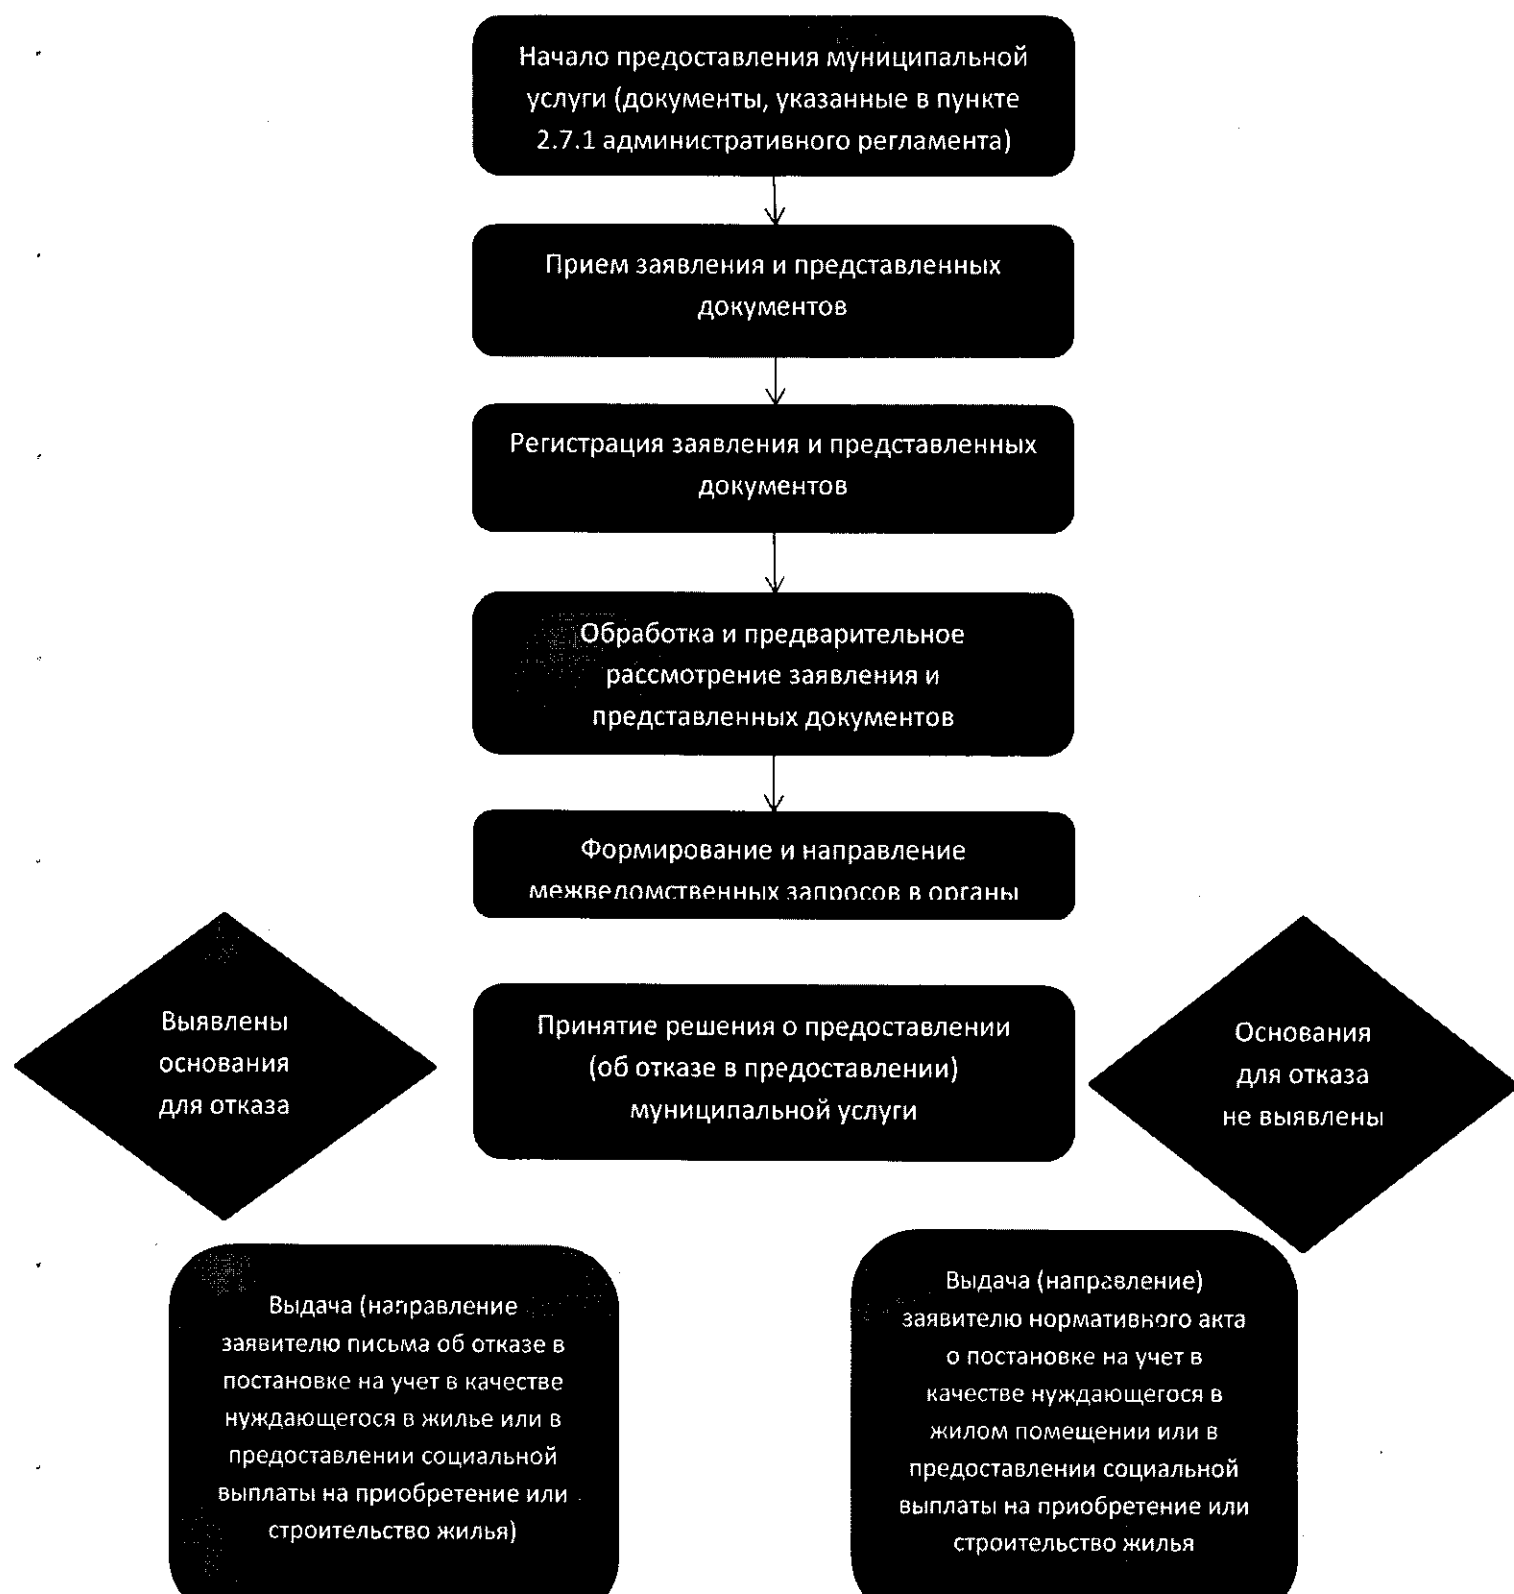 Начало предоставления муниципальной
услуги (документы, указанные в пункте
2.7.1 административного регламента)
Прием заявления и представленных
документов
Регистрация заявления и представленных
документов
Обработка и предварительное
рассмотрение заявления и
представленных документов
Формирование и направление
межведомственных запросов в органы
Выявлены
основания
для отказа
Принятие решения о предоставлении
(об отказе в предоставлении)
муниципальной услуги
Основания
для отказа
не выявлены
Выдача (направление
заявителю письма об отказе в
постановке на учет в качестве
нуждающегося в жилье или в
предоставлении социальной
выплаты на приобретение или
строительство жилья)
Выдача (направление)
заявителю нормативного акта
о постановке на учет в
качестве нуждающегося в
жилом помещении или в
предоставлении социальной
выплаты на приобретение или
строительство жилья